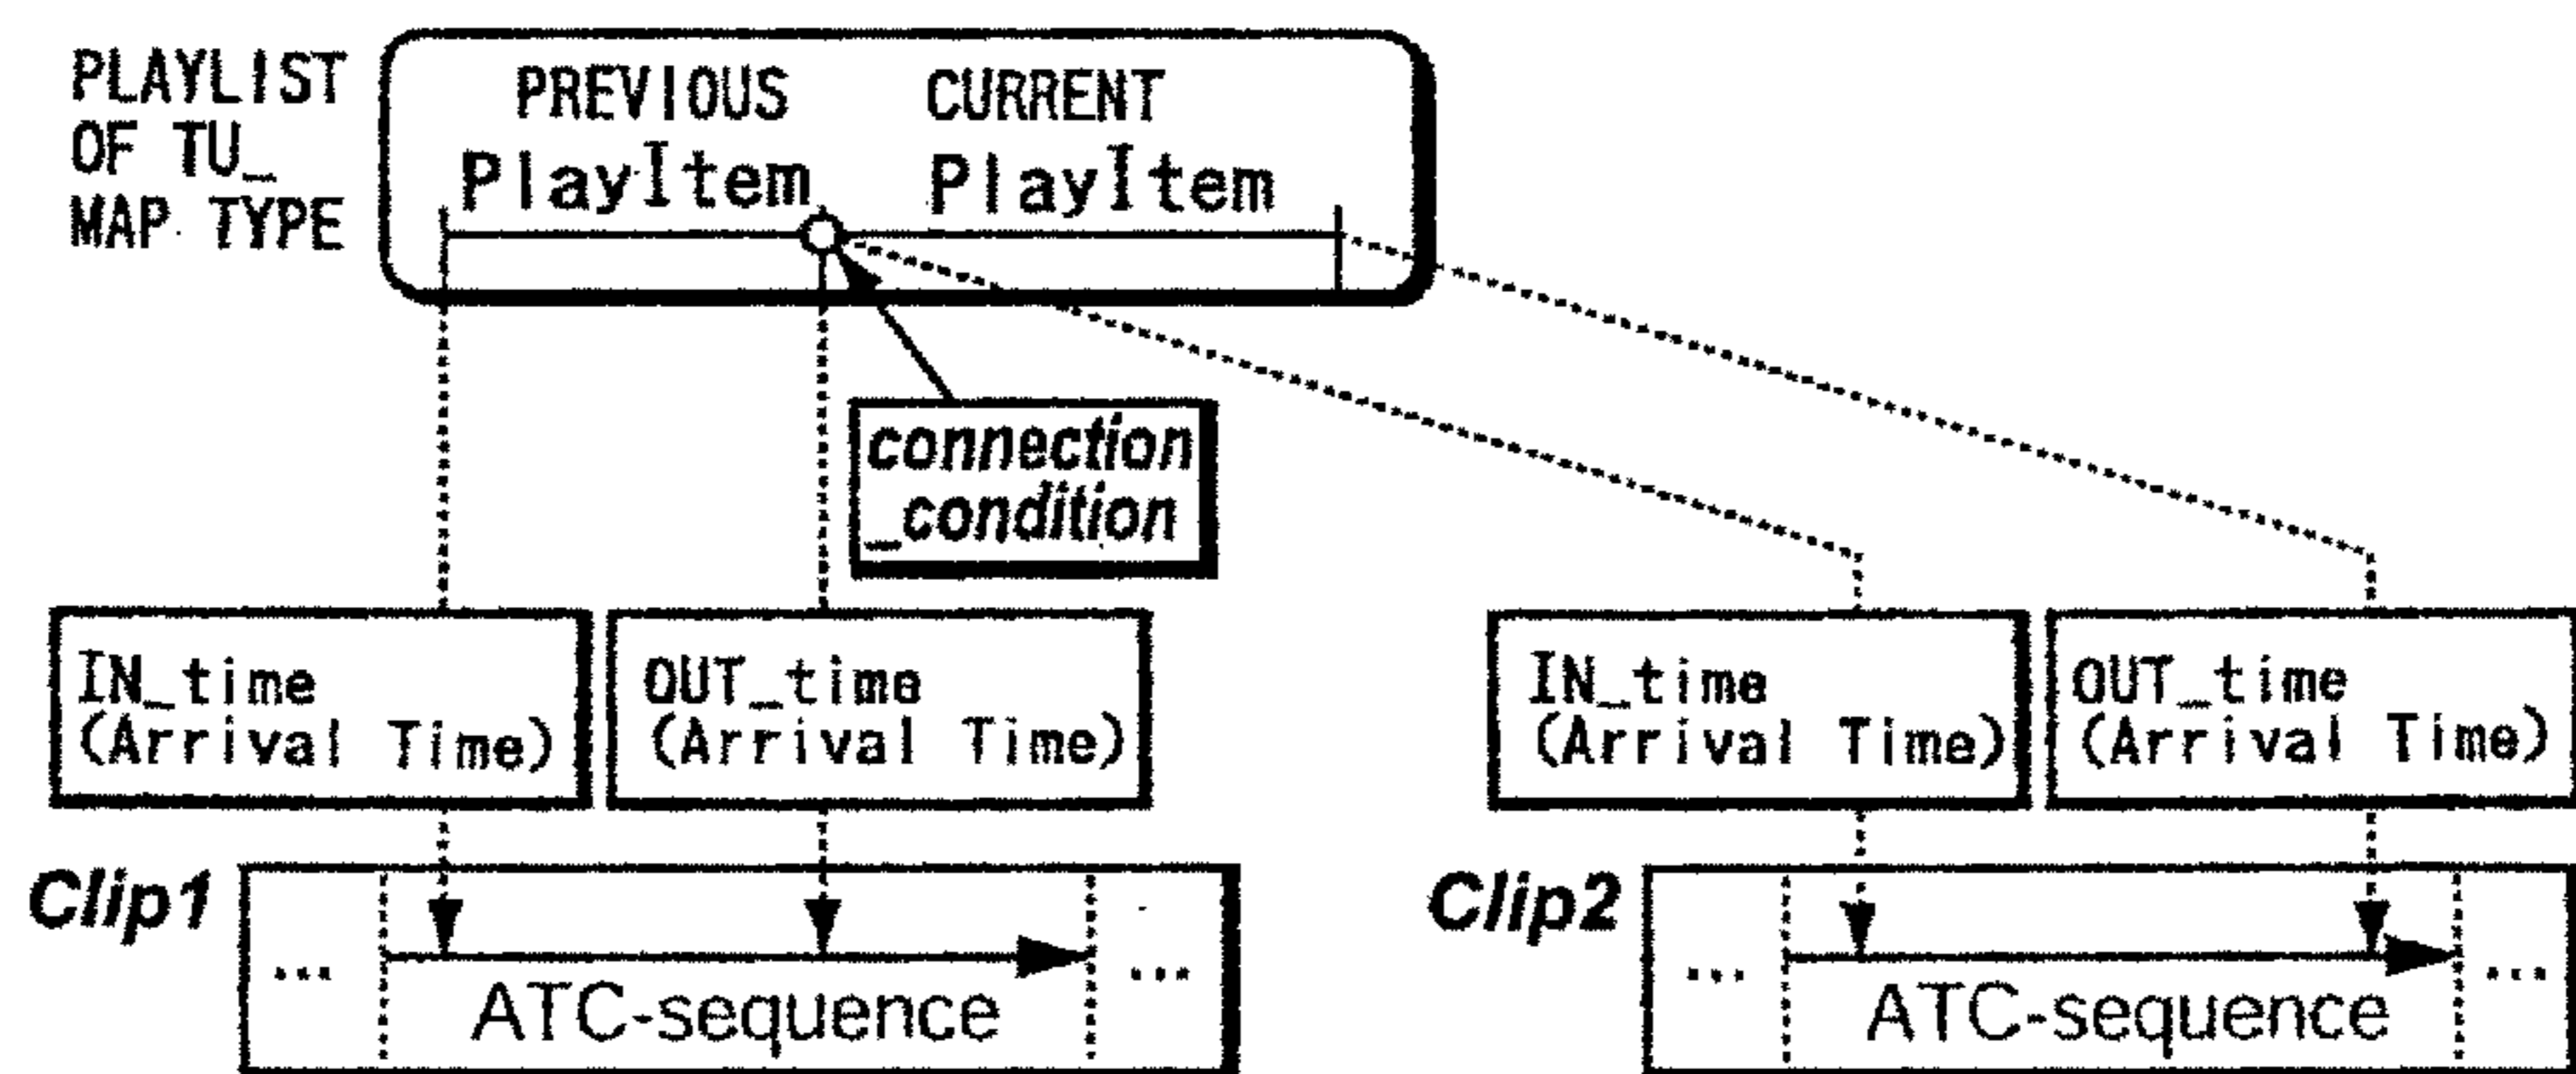 PLAYLIST
OF TU_
MAP TYPE
PREVIOUS
PlayItem
CURRENT
PlayItem
connection
_condition
IN_time
(Arrival Time)
OUT_time
(Arrival Time)
IN_time
(Arrival Time)
OUT_time
(Arrival Time)
Clip1
...
ATC-sequence
...
Clip2
...
ATC-sequence
...